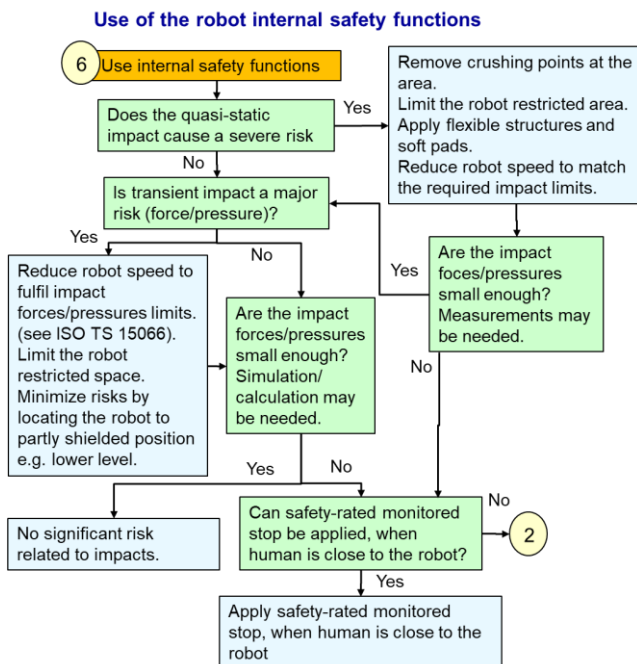 Use of the robot internal safety functions
6
Use internal safety functions
Does the quasi-static
impact cause a severe risk
Yes
Remove crushing points at the
area.
Limit the robot restricted area.
Apply flexible structures and
soft pads.
Reduce robot speed to match
the required impact limits.
No
Is transient impact a major
risk (force/pressure)?
Yes
No
Yes
Are the impact
foces/pressures
small enough?
Measurements may
be needed.
Reduce robot speed to
fulfil impact
forces/pressures limits.
(see ISO TS 15066).
Limit the robot
restricted space.
Minimize risks by
locating the robot to
partly shielded position
e.g. lower level.
Are the impact
forces/pressures
small enough?
Simulation/
calculation may
be needed.
No
Yes
No
No significant risk
related to impacts.
Can safety-rated monitored
stop be applied, when
human is close to the robot?
No
2
Yes
Apply safety-rated monitored
stop, when human is close to the
robot